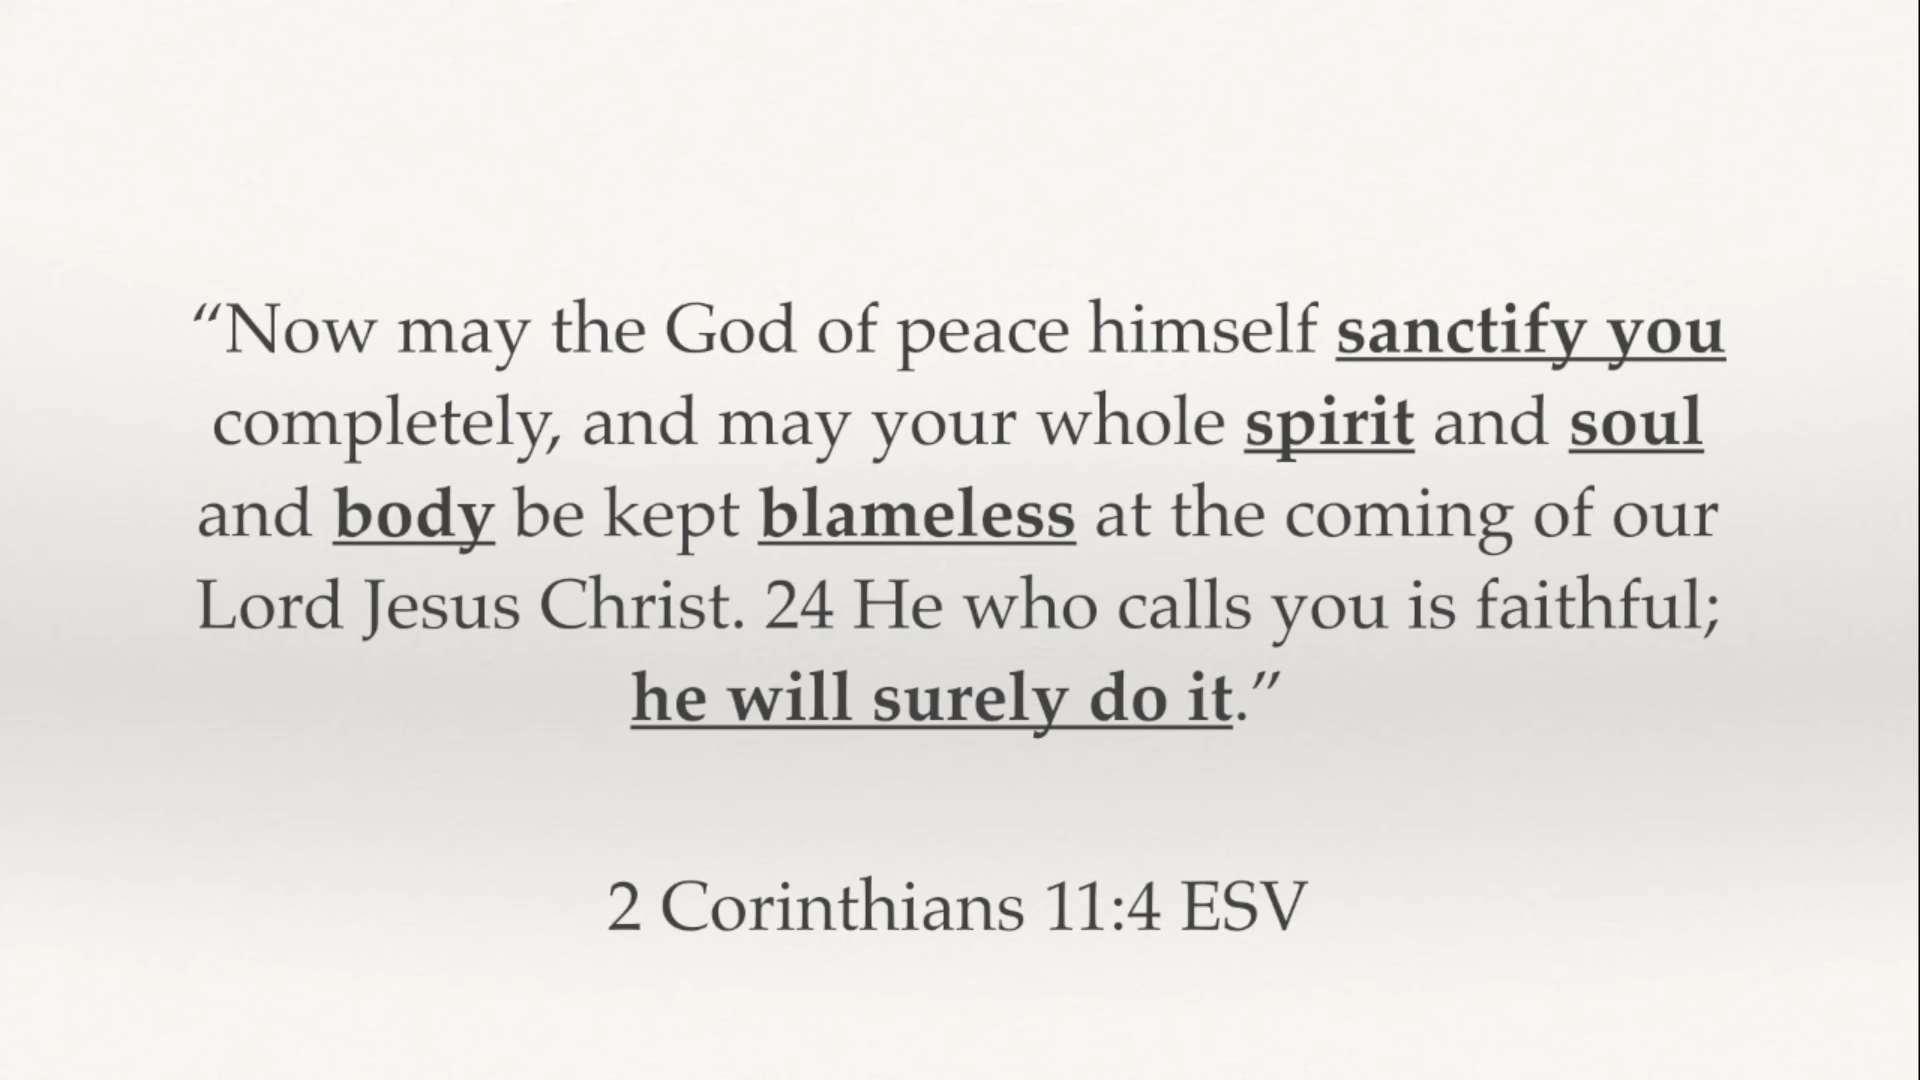 “Now may the God of peace himself sanctify you
completely, and may your whole spirit and soul
and body be kept blameless at the coming of our
Lord Jesus Christ. 24 He who calls you is faithful;
he will surely do it.”
2 Corinthians 11:4 ESV